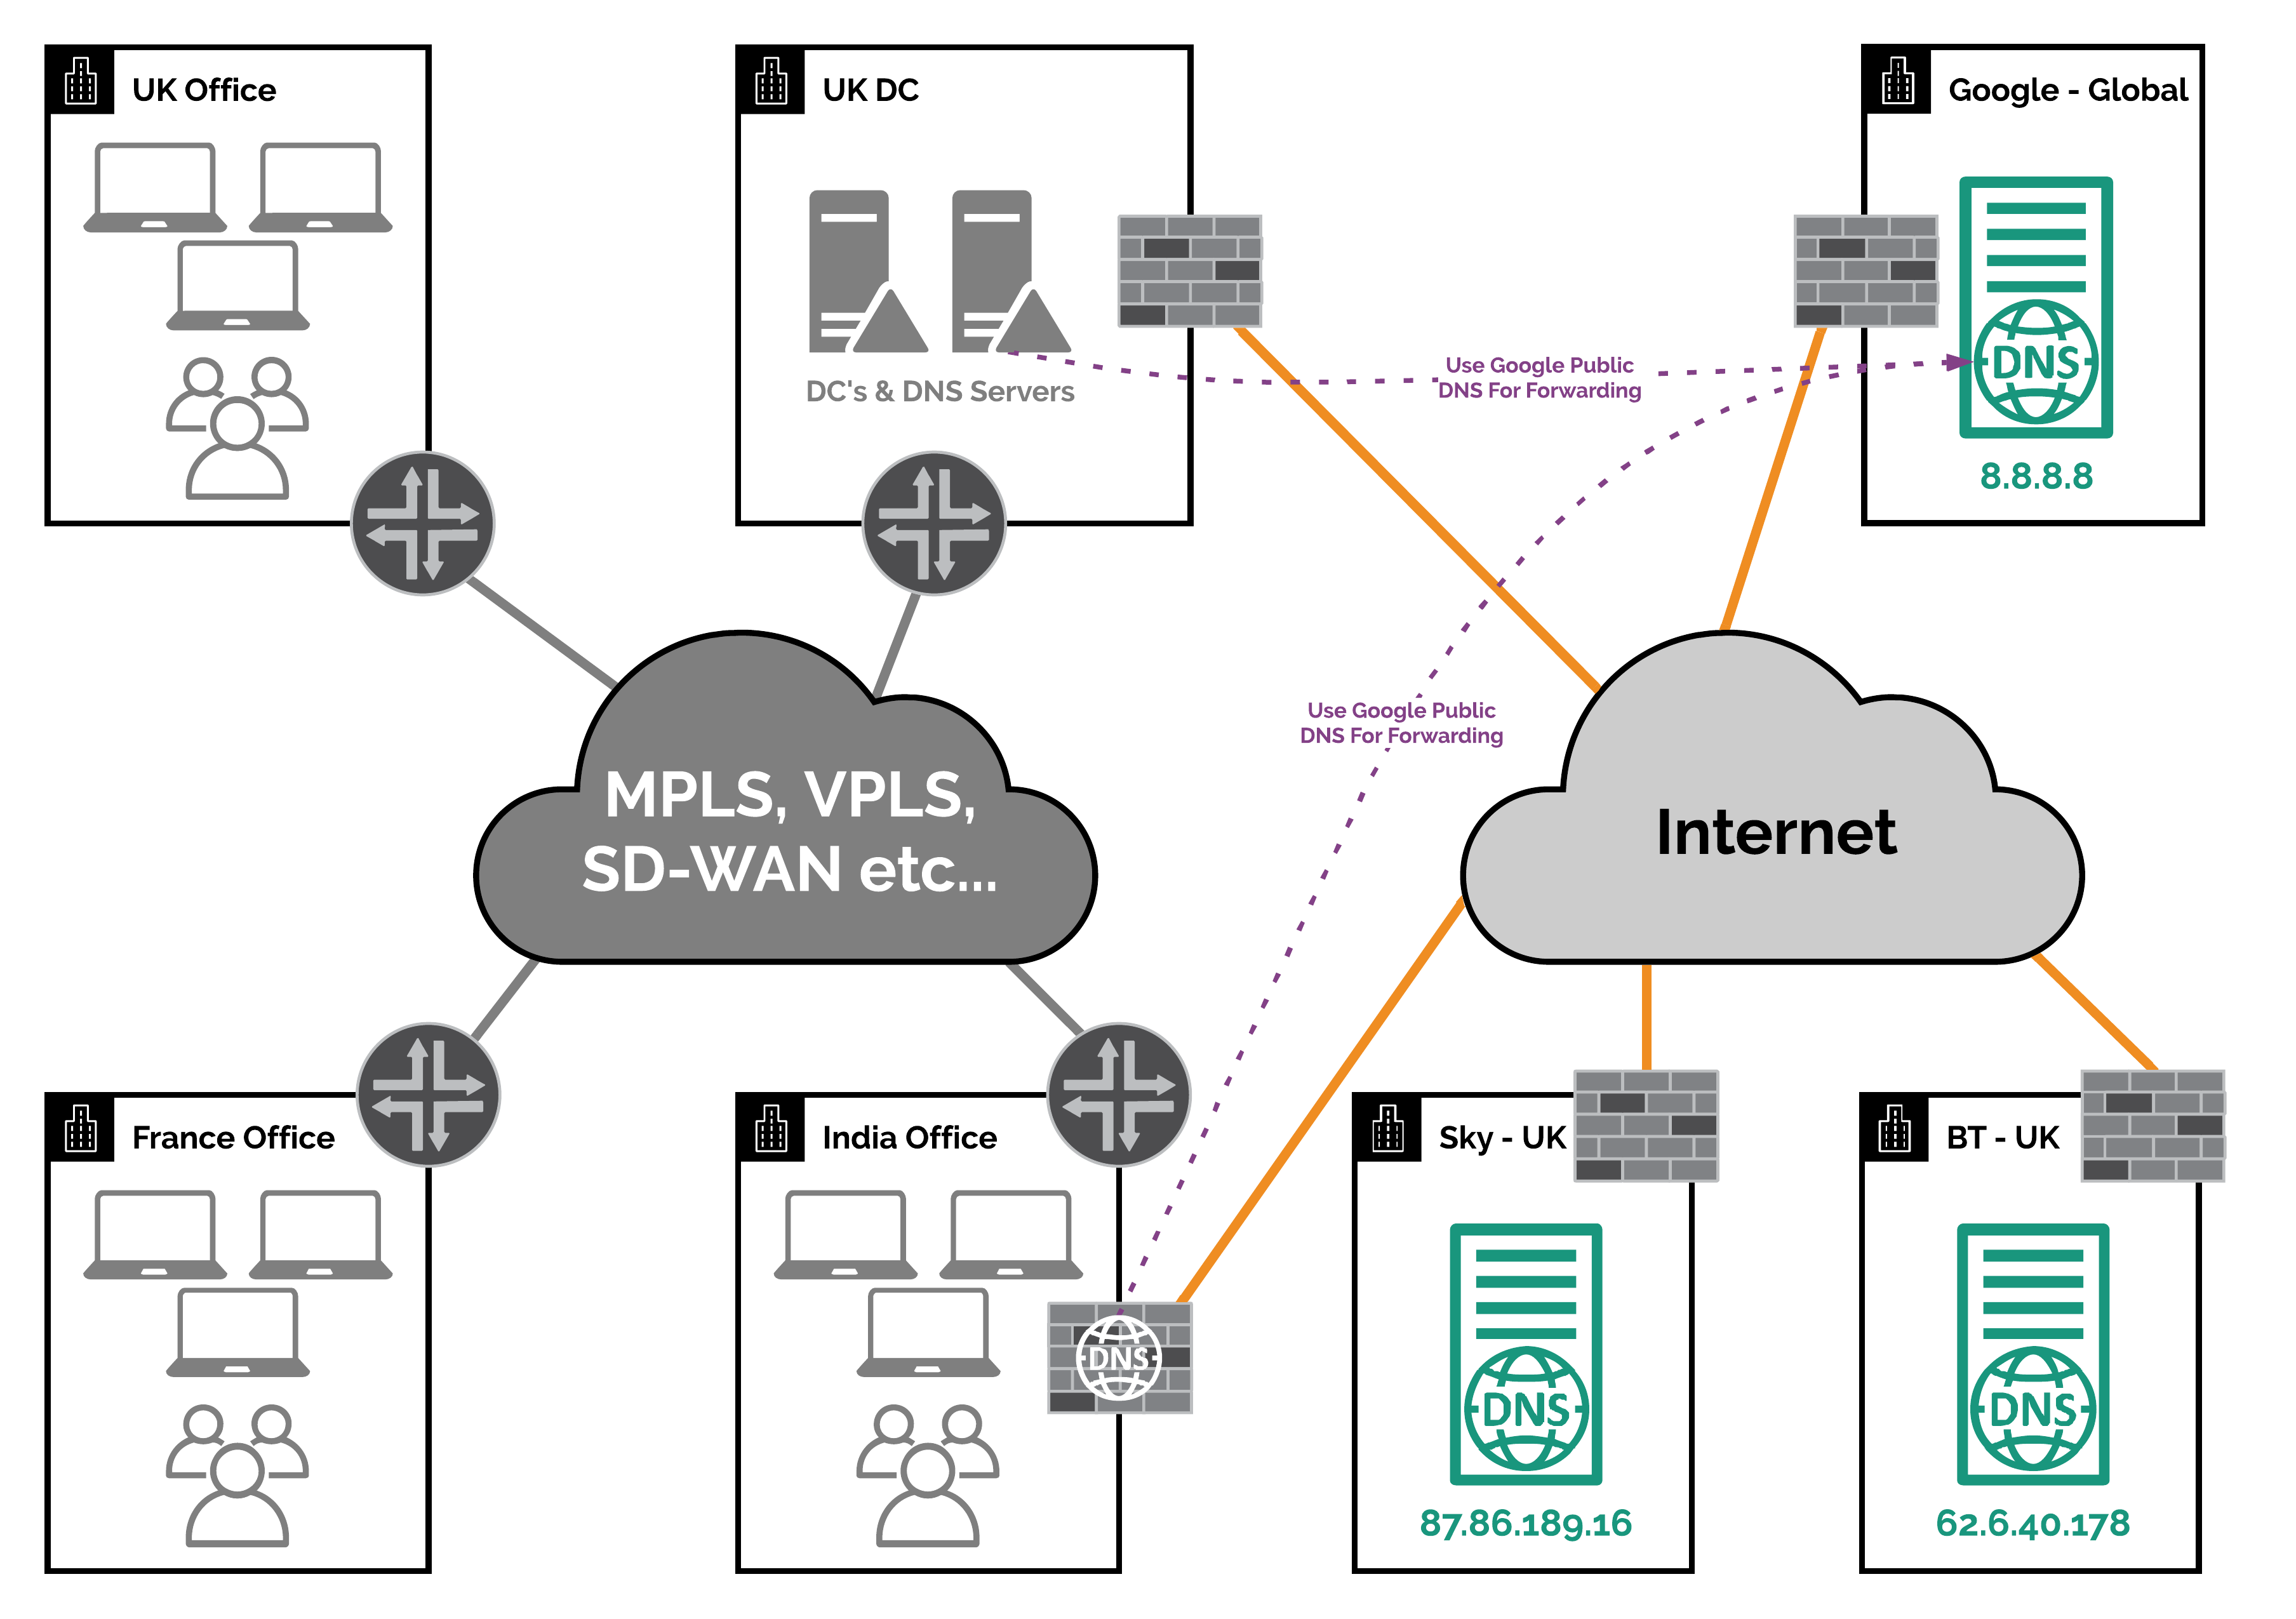 UK Office
UK DC
Google - Global
DC's & DNS Servers
Use Google Public
DNS For Forwarding
DNS
8.8.8.8
Use Google Public
DNS For Forwarding
MPLS, VPLS,
SD-WAN etc...
Internet
France Office
India Office
Sky - UK
BT - UK
DNS
DNS
DNS
87.86.189.16
62.6.40.178